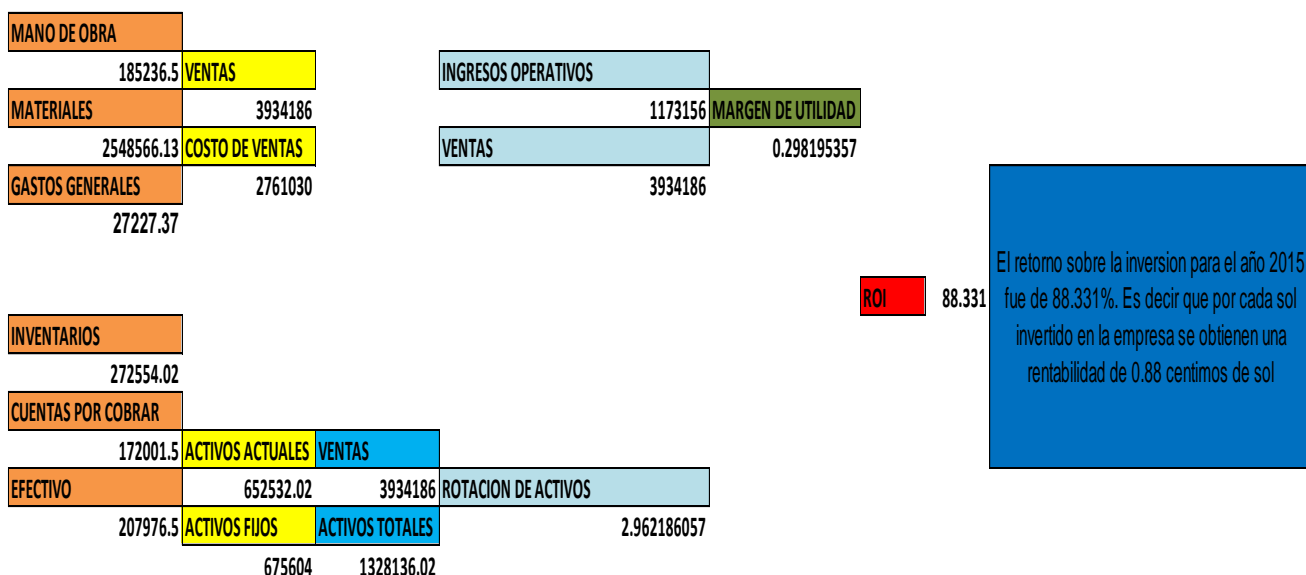 MANO DE OBRA
185236.5 VENTAS INGRESOS OPERATIVOS
MATERIALES 3934186 1173156 MARGEN DE UTILIDAD
2548566.13 COSTO DE VENTAS VENTAS 0.298195357
GASTOS GENERALES 2761030 3934186
27227.37
ROI 88.331
El retorno sobre la inversion para el año 2015
fue de 88.331%. Es decir que por cada sol
invertido en la empresa se obtienen una
rentabilidad de 0.88 centimos de sol
INVENTARIOS
272554.02
CUENTAS POR COBRAR
172001.5 ACTIVOS ACTUALES VENTAS
EFECTIVO 652532.02 3934186 ROTACION DE ACTIVOS
207976.5 ACTIVOS FIJOS ACTIVOS TOTALES 2.962186057
675604 1328136.02